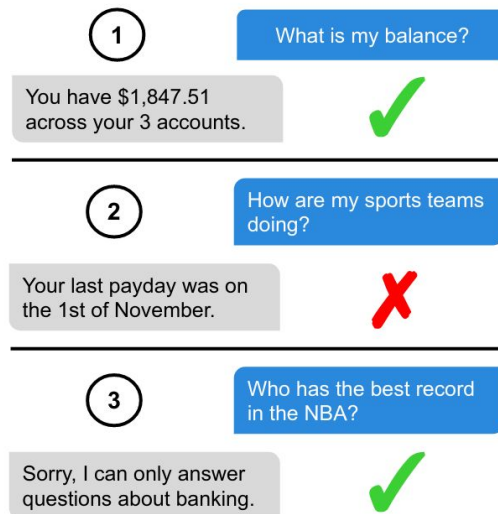 1
What is my balance?
You have $1,847.51
across your 3 accounts.
2
How are my sports teams
doing?
Your last payday was on
the 1st of November.
3
Who has the best record
in the NBA?
Sorry, I can only answer
questions about banking.